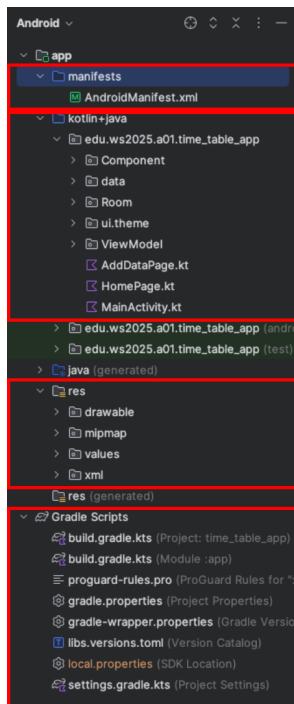 Android
app
manifests
AndroidManifest.xml
kotlin+java
edu.ws2025.a01.time_table_app
Component
data
Room
ui.theme
ViewModel
AddDataPage.kt
HomePage.kt
MainActivity.kt
edu.ws2025.a01.time_table_app (andr
edu.ws2025.a01.time_table_app (test)
java (generated)
res
drawable
mipmap
values
xml
res (generated)
Gradle Scripts
build.gradle.kts (Project: time_table_app)
build.gradle.kts (Module :app)
proguard-rules.pro (ProGuard Rules for ":
gradle.properties (Project Properties)
gradle-wrapper.properties (Gradle Versio
libs.versions.toml (Version Catalog)
local.properties (SDK Location)
settings.gradle.kts (Project Settings)